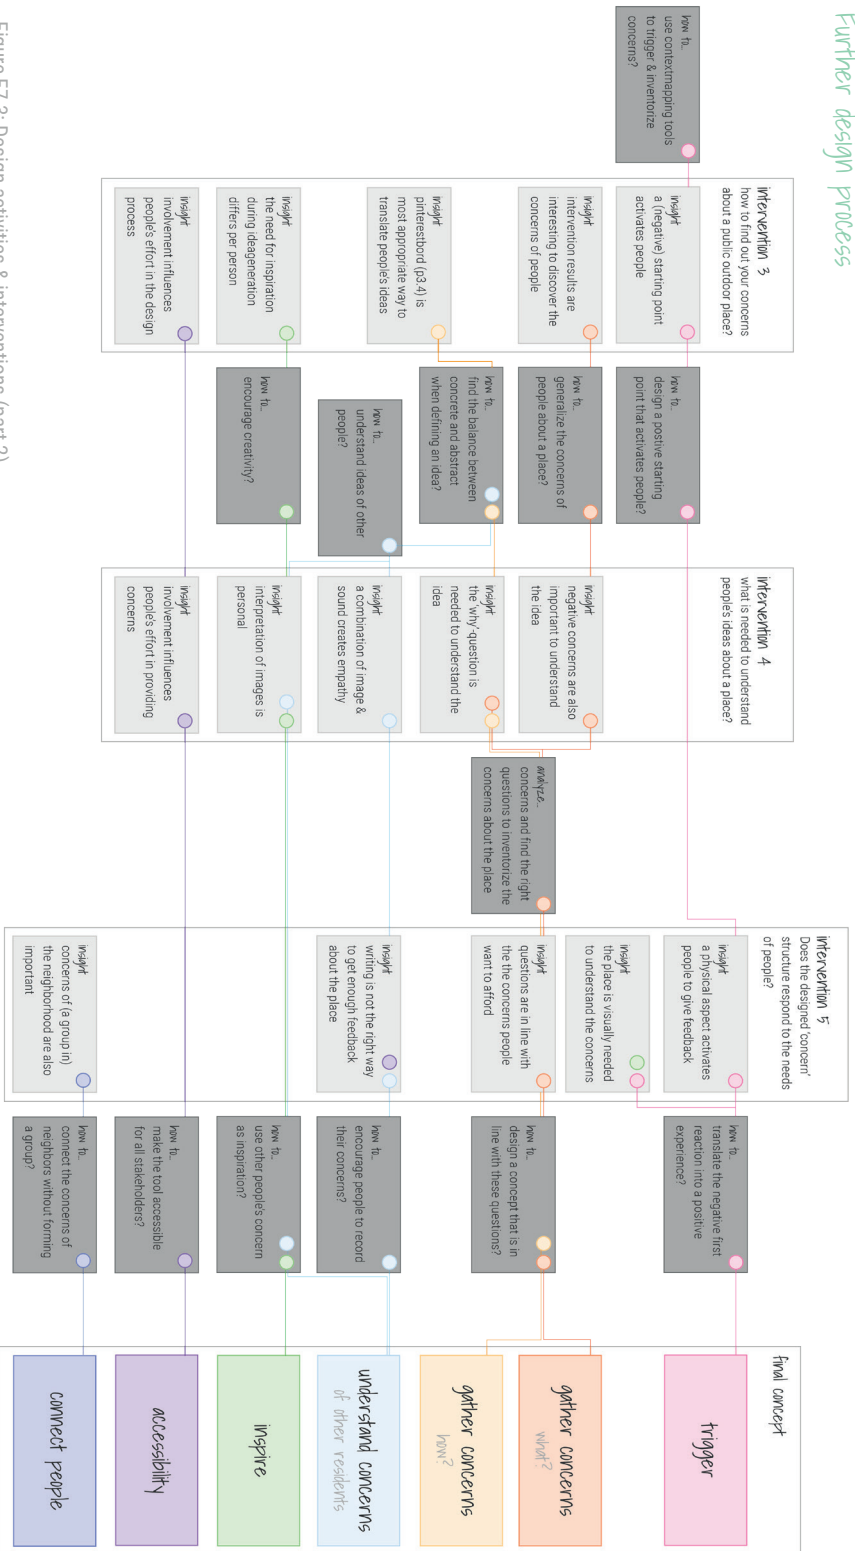 Further design process
how to...
use contextmapping tools
to trigger & inventorize
concerns?
intervention 3
how to find out your concerns
about a public outdoor place?
insight
a (negative) starting point
activates people
insight
intervention results are
interesting to discover the
concerns of people
insight
pinterestbord (p3.4) is
most appropriate way to
translate people's ideas
insight
the need for inspiration
during ideageneration
differs per person
insight
involvement influences
people's effort in the design
process
how to...
design a postive starting
point that activates people?
how to...
generalize the concerns of
people about a place?
how to...
find the balance between
concrete and abstract
when defining an idea?
how to...
understand ideas of other
people?
how to...
encourage creativity?
intervention 4
what is needed to understand
people's ideas about a place?
insight
negative concerns are also
important to understand
the idea
insight
the 'why'-question is
needed to understand the
idea
insight
a combination of image &
sound creates empathy
insight
interpretation of images is
personal
insight
involvement influences
people's effort in providing
concerns
analyze...
concerns and find the right
questions to inventorize the
concerns about the place
intervention 5
Does the designed 'concern'
structure respond to the needs
of people?
insight
a physical aspect activates
people to give feedback
insight
the place is visually needed
to understand the concerns
insight
questions are in line with
the the concerns people
want to afford
insight
writing is not the right way
to get enough feedback
about the place
insight
concerns of (a group in)
the neighborhood are also
important
how to...
translate the negative first
reaction into a positive
experience?
how to...
design a concept that is in
line with these questions?
how to...
encourage people to record
their concerns?
how to...
use other people's concern
as inspiration?
how to...
make the tool accessible
for all stakeholders?
how to...
connect the concerns of
neighbors without forming
a group?
final concept
trigger
gather concerns
what?
gather concerns
how?
understand concerns
of other residents
inspire
accessibility
connect people
Figure E7.3: Design activities & interventions (part 2)